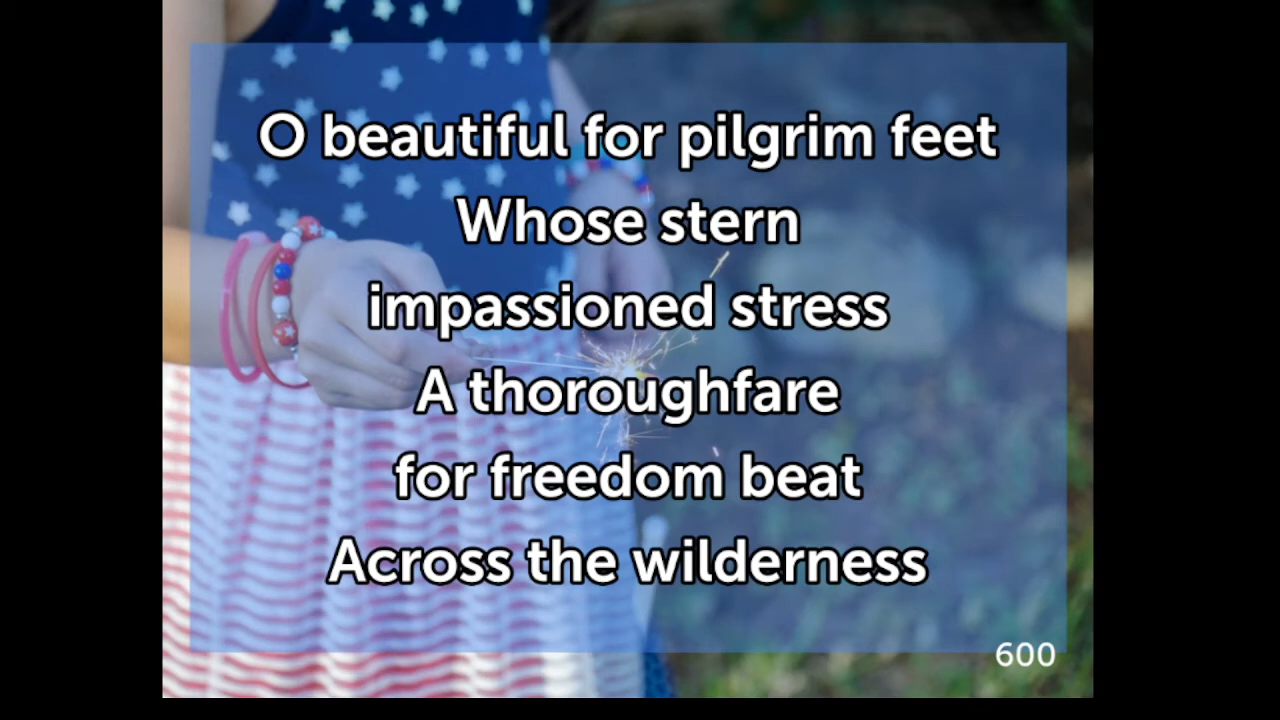 O beautiful for pilgrim feet
Whose stern
impassioned stress
A thoroughfare
for freedom beat
Across the wilderness
600